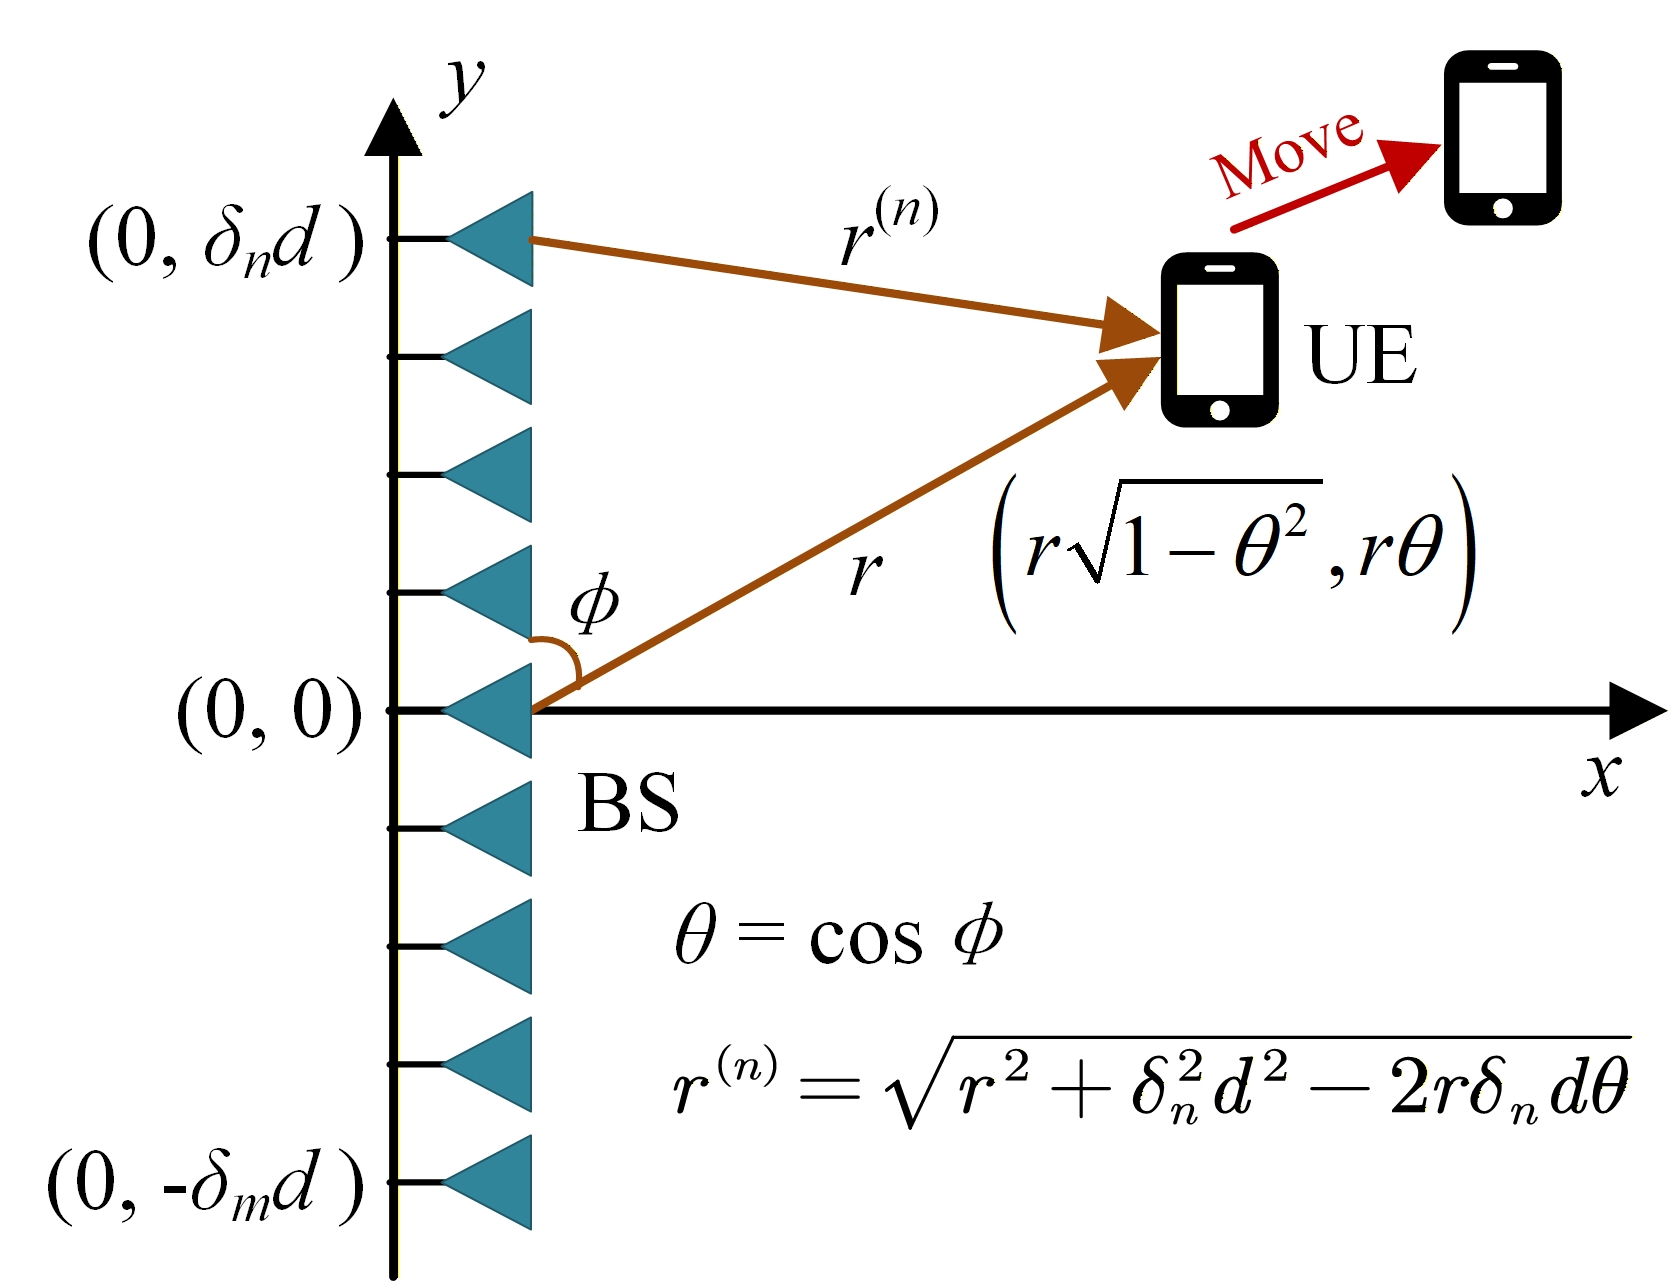 y
(0, δₙd )
r⁽ⁿ⁾
Move
UE
(r√(1 − θ²), rθ)
r
ϕ
(0, 0)
x
BS
θ = cos ϕ
r⁽ⁿ⁾ = √(r² + δₙ²d² − 2rδₙdθ)
(0, -δₘd )